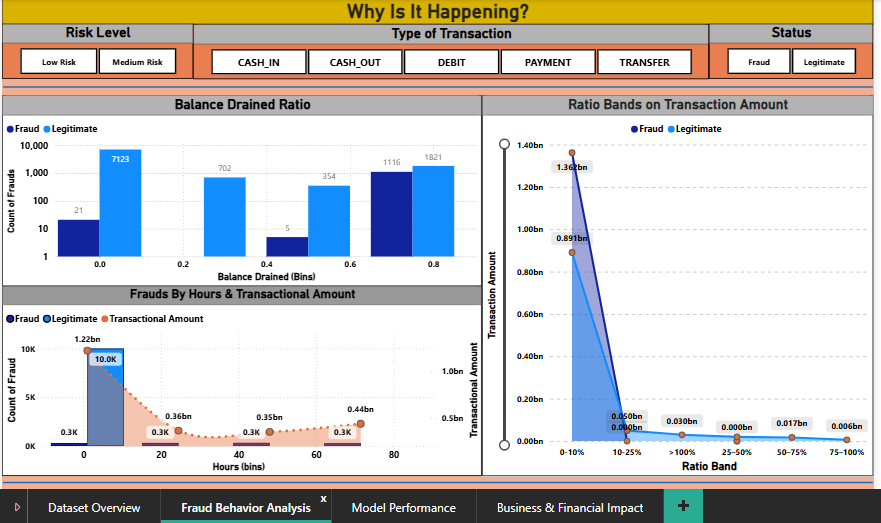 Why Is It Happening?
Risk Level
Type of Transaction
Status
Low Risk
Medium Risk
CASH_IN
CASH_OUT
DEBIT
PAYMENT
TRANSFER
Fraud
Legitimate
Balance Drained Ratio
Fraud Legitimate
10,000
1,000
100
10
1
Count of Frauds
21
7123
702
5
354
1116
1821
0.0
0.2
0.4
0.6
0.8
Balance Drained (Bins)
Frauds By Hours & Transactional Amount
Fraud Legitimate Transactional Amount
10K
5K
0K
Count of Fraud
1.22bn
10.0K
0.3K
0.36bn
0.3K
0.35bn
0.3K
0.44bn
0.3K
1.0bn
0.5bn
Transactional Amount
0
20
40
60
80
Hours (bins)
Ratio Bands on Transaction Amount
Fraud Legitimate
1.40bn
1.20bn
1.00bn
0.80bn
0.60bn
0.40bn
0.20bn
0.00bn
Transaction Amount
1.362bn
0.891bn
0.050bn
0.000bn
0.030bn
0.000bn
0.017bn
0.006bn
0-10%
10-25%
>100%
25–50%
50-75%
75–100%
Ratio Band
Dataset Overview
Fraud Behavior Analysis
x
Model Performance
Business & Financial Impact
+